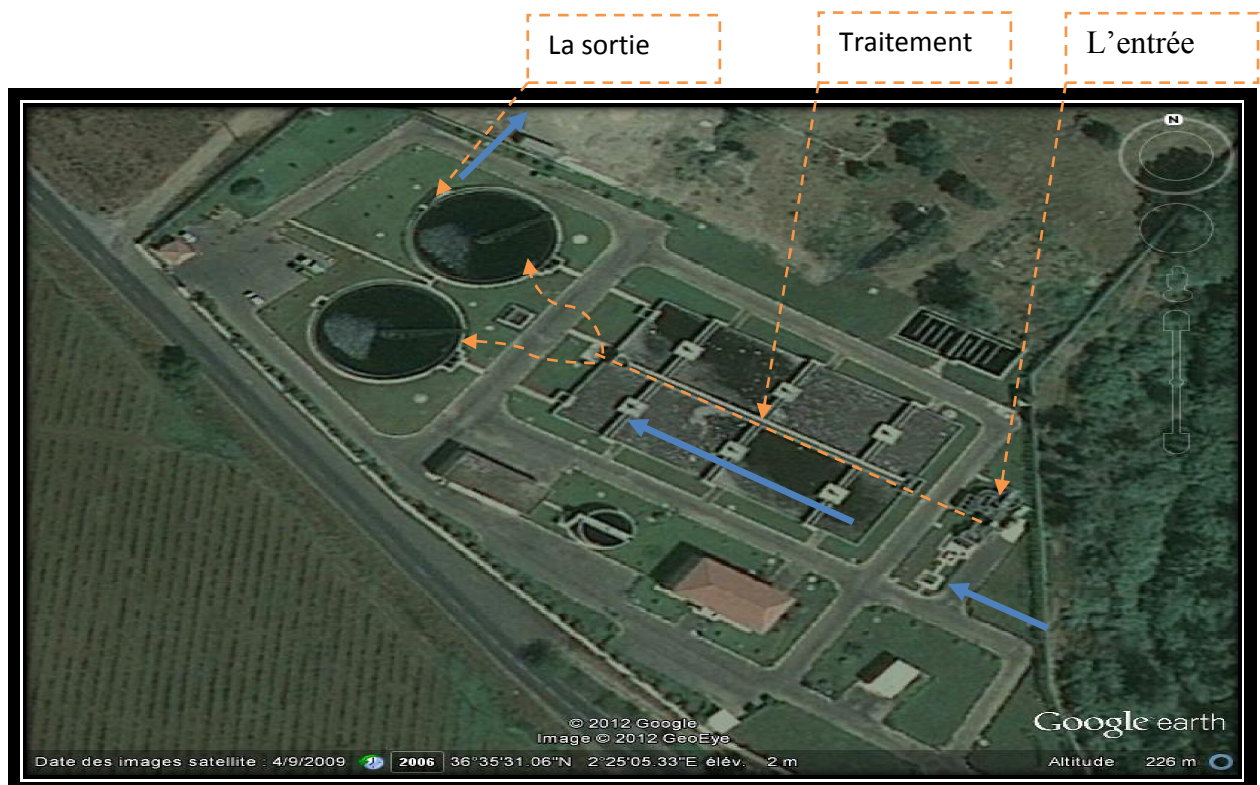 La sortie
Traitement
L’entrée
N
© 2012 Google
Image © 2012 GeoEye
Google earth
Date des images satellite : 4/9/2009 2006 36°35'31.06"N 2°25'05.33"E élév. 2 m Altitude 226 m